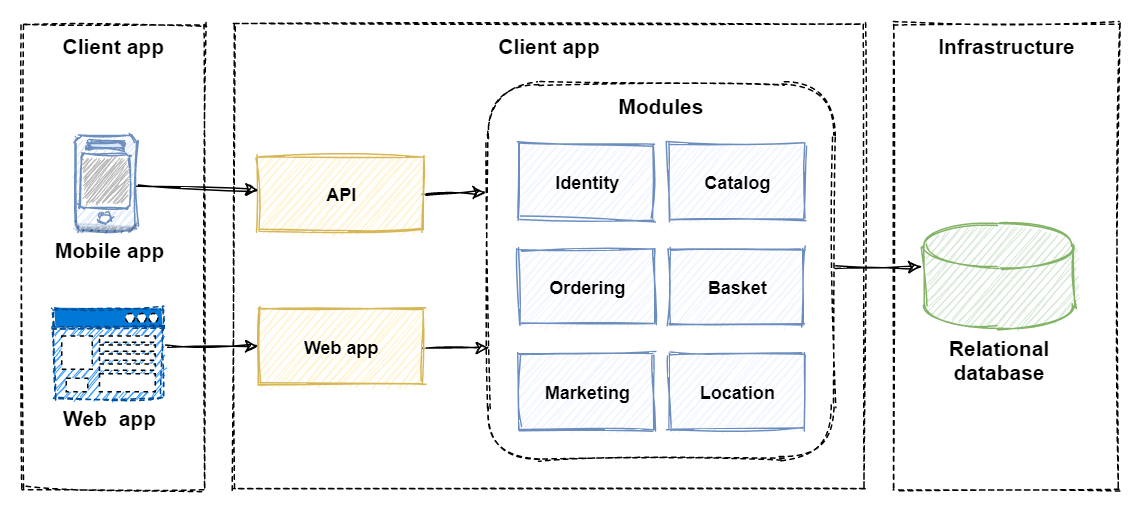 Client app
Mobile app
Web app
Client app
API
Web app
Modules
Identity
Catalog
Ordering
Basket
Marketing
Location
Infrastructure
Relational
database